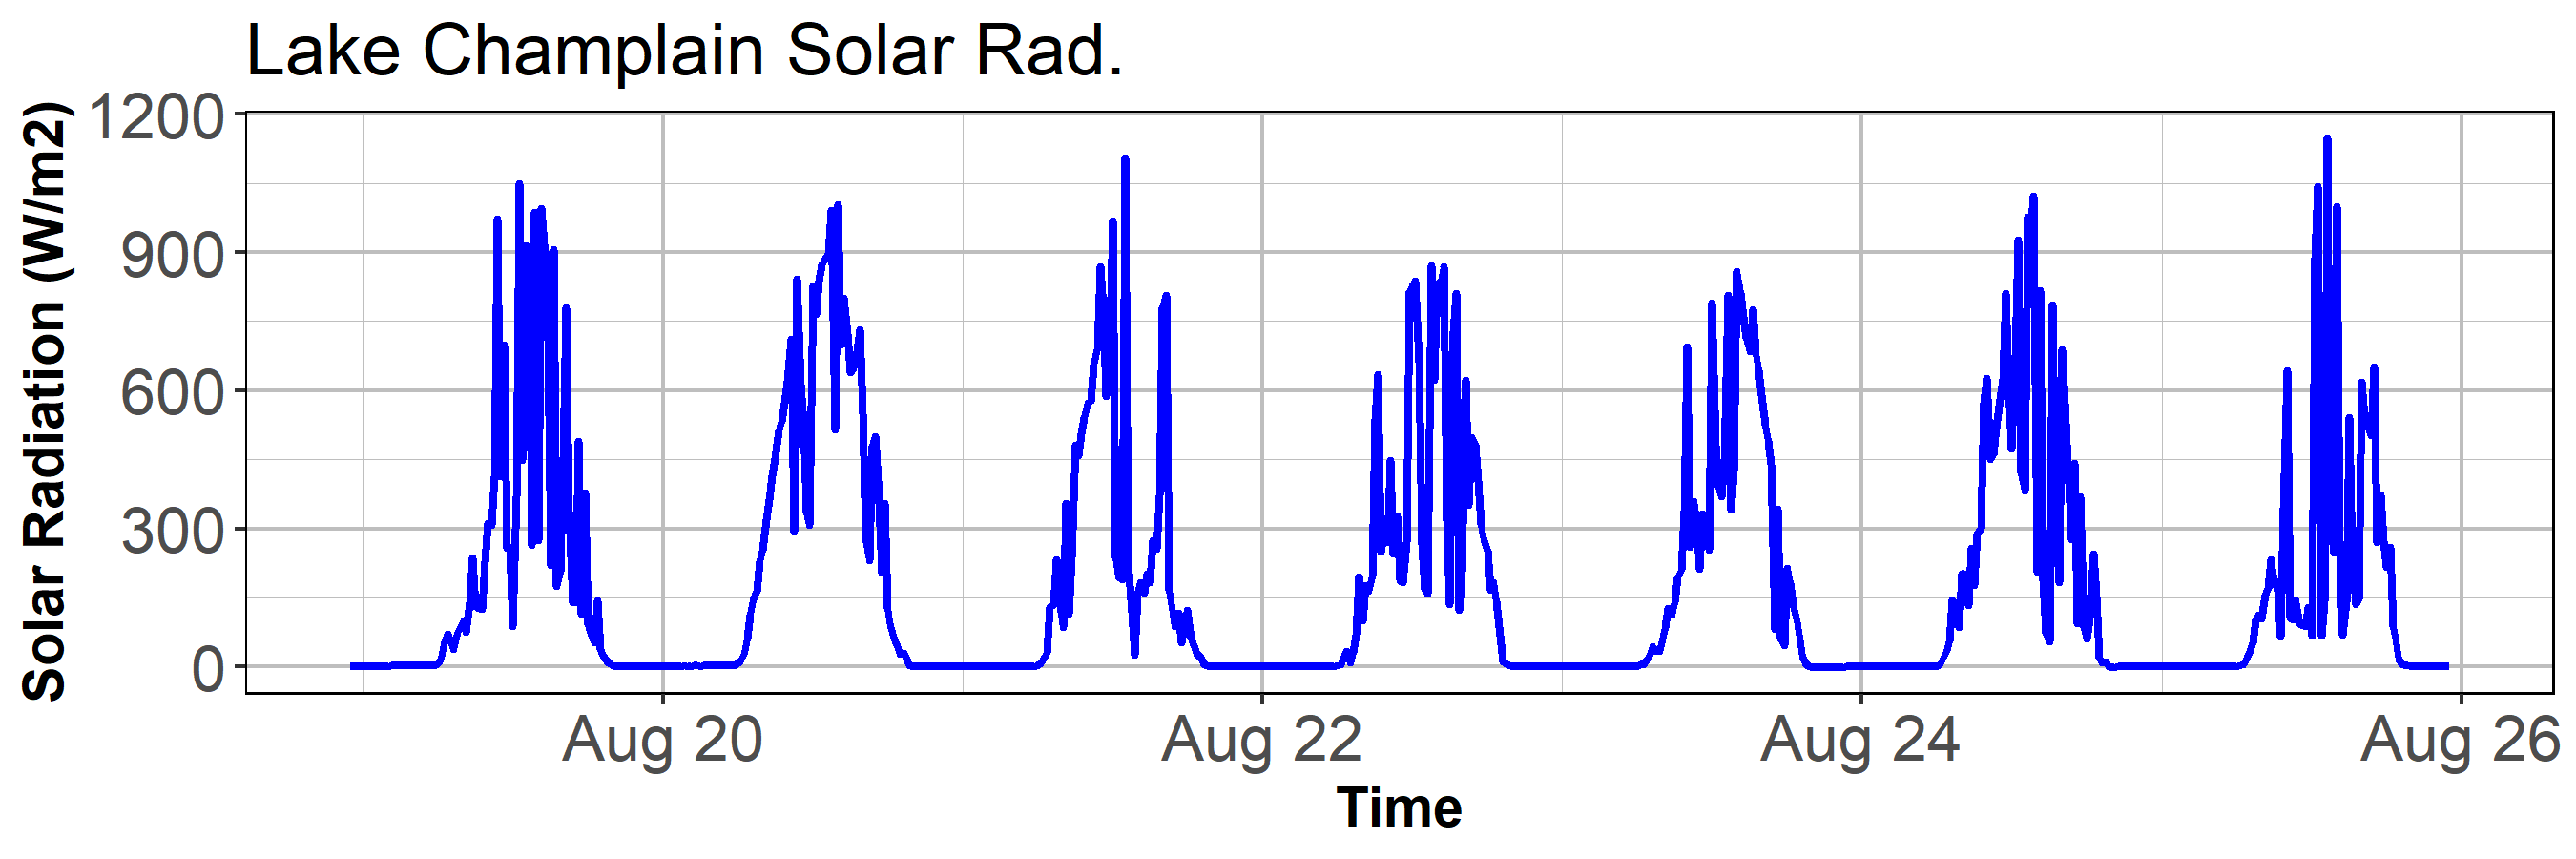 Lake Champlain Solar Rad.
Solar Radiation (W/m2)
1200
900
600
300
0
Aug 20 Aug 22 Aug 24 Aug 26
Time